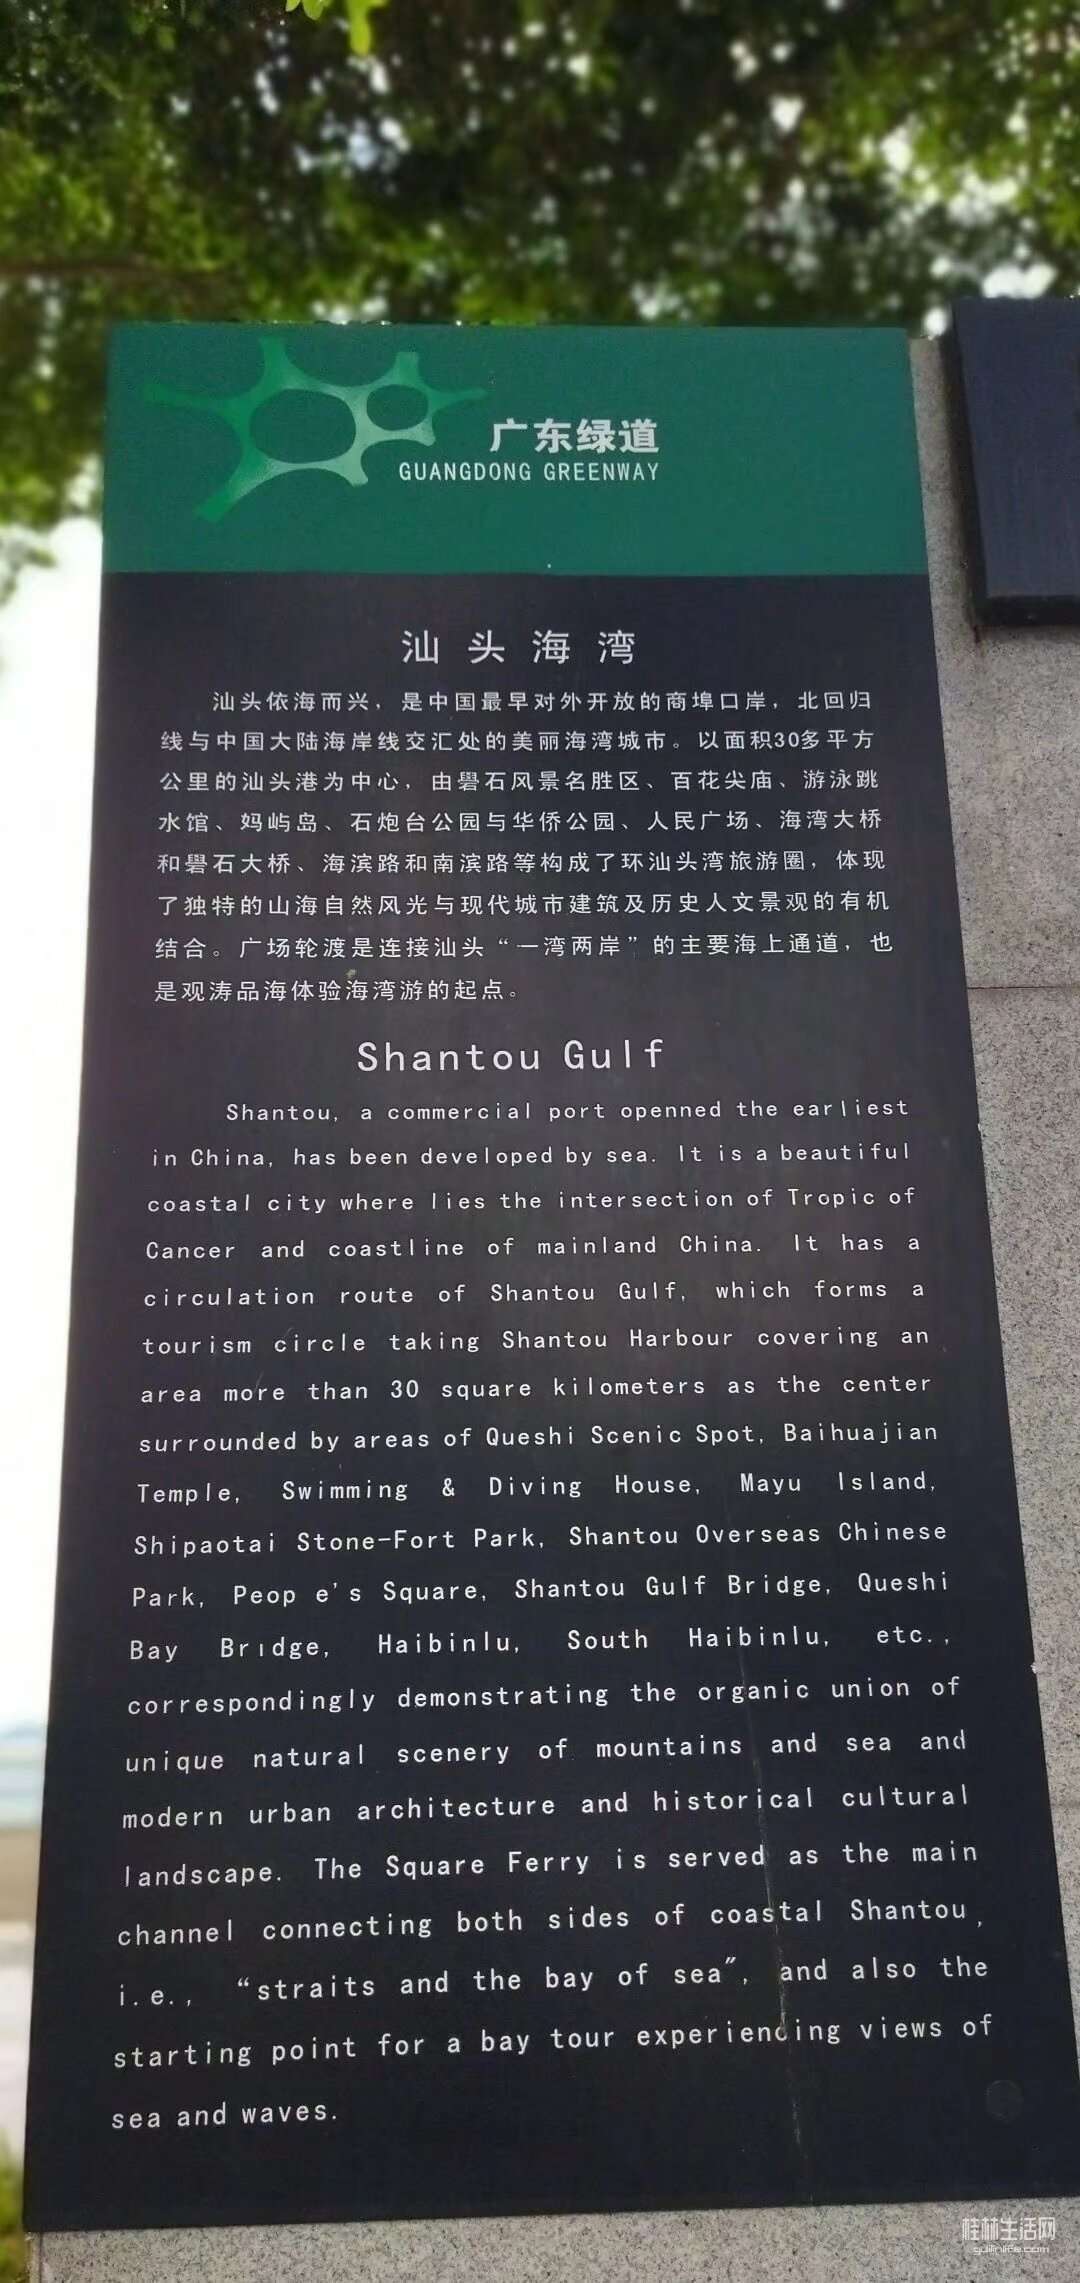 广东绿道
GUANGDONG GREENWAY
汕头海湾
汕头依海而兴，是中国最早对外开放的商埠口岸，北回归
线与中国大陆海岸线交汇处的美丽海湾城市。以面积30多平方
公里的汕头港为中心，由礐石风景名胜区、百花尖庙、游泳跳
水馆、妈屿岛、石炮台公园与华侨公园、人民广场、海湾大桥
和礐石大桥、海滨路和南滨路等构成了环汕头湾旅游圈，体现
了独特的山海自然风光与现代城市建筑及历史人文景观的有机
结合。广场轮渡是连接汕头“一湾两岸”的主要海上通道，也
是观涛品海体验海湾游的起点。
Shantou Gulf
Shantou, a commercial port openned the earliest
in China, has been developed by sea. It is a beautiful
coastal city where lies the intersection of Tropic of
Cancer and coastline of mainland China. It has a
circulation route of Shantou Gulf, which forms a
tourism circle taking Shantou Harbour covering an
area more than 30 square kilometers as the center
surrounded by areas of Queshi Scenic Spot, Baihuajian
Temple, Swimming & Diving House, Mayu Island,
Shipaotai Stone-Fort Park, Shantou Overseas Chinese
Park, Peop e's Square, Shantou Gulf Bridge, Queshi
Bay Bridge, Haibinlu, South Haibinlu, etc.,
correspondingly demonstrating the organic union of
unique natural scenery of mountains and sea and
modern urban architecture and historical cultural
landscape. The Square Ferry is served as the main
channel connecting both sides of coastal Shantou,
i.e., “straits and the bay of sea”, and also the
starting point for a bay tour experiencing views of
sea and waves.
桂林生活网
guilinlife.com